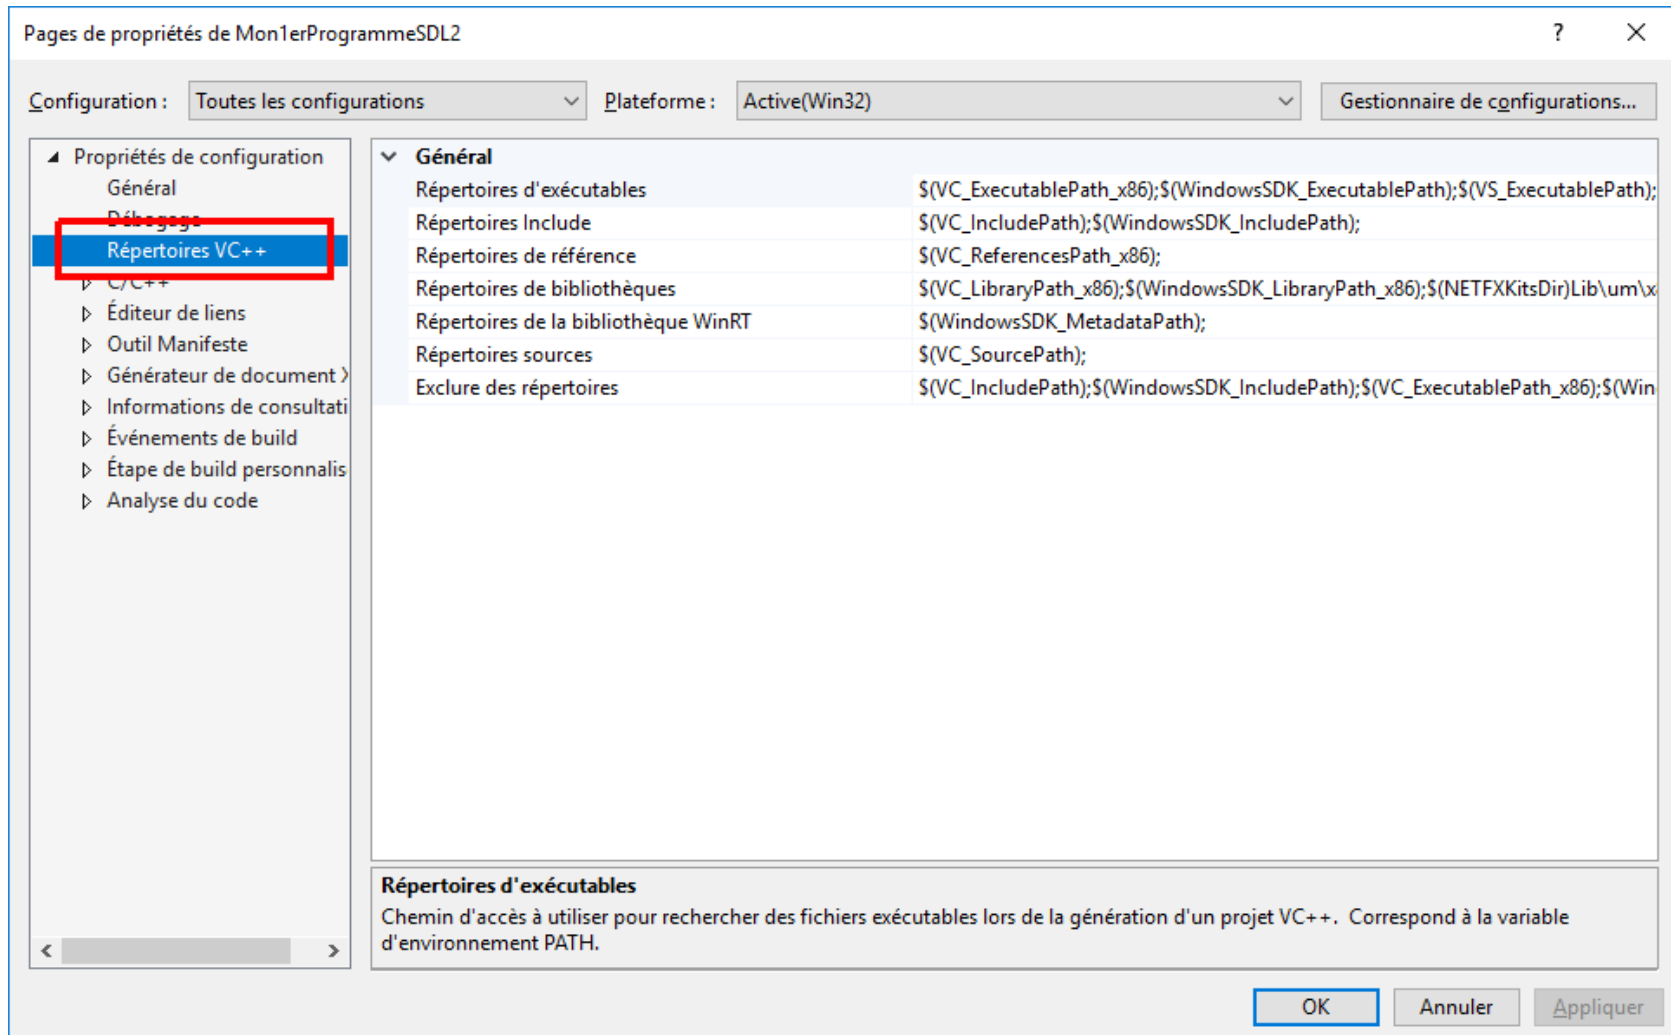 Pages de propriétés de Mon1erProgrammeSDL2 ?
Configuration : Toutes les configurations Plateforme : Active(Win32) Gestionnaire de configurations...
Propriétés de configuration
Général
Débogage
Répertoires VC++
C/C++
Éditeur de liens
Outil Manifeste
Générateur de document X
Informations de consultati
Événements de build
Étape de build personnalis
Analyse du code
Général
Répertoires d'exécutables $(VC_ExecutablePath_x86);$(WindowsSDK_ExecutablePath);$(VS_ExecutablePath);
Répertoires Include $(VC_IncludePath);$(WindowsSDK_IncludePath);
Répertoires de référence $(VC_ReferencesPath_x86);
Répertoires de bibliothèques $(VC_LibraryPath_x86);$(WindowsSDK_LibraryPath_x86);$(NETFXKitsDir)Lib\um\x
Répertoires de la bibliothèque WinRT $(WindowsSDK_MetadataPath);
Répertoires sources $(VC_SourcePath);
Exclure des répertoires $(VC_IncludePath);$(WindowsSDK_IncludePath);$(VC_ExecutablePath_x86);$(Win
Répertoires d'exécutables
Chemin d'accès à utiliser pour rechercher des fichiers exécutables lors de la génération d'un projet VC++.  Correspond à la variable
d'environnement PATH.
OK Annuler Appliquer